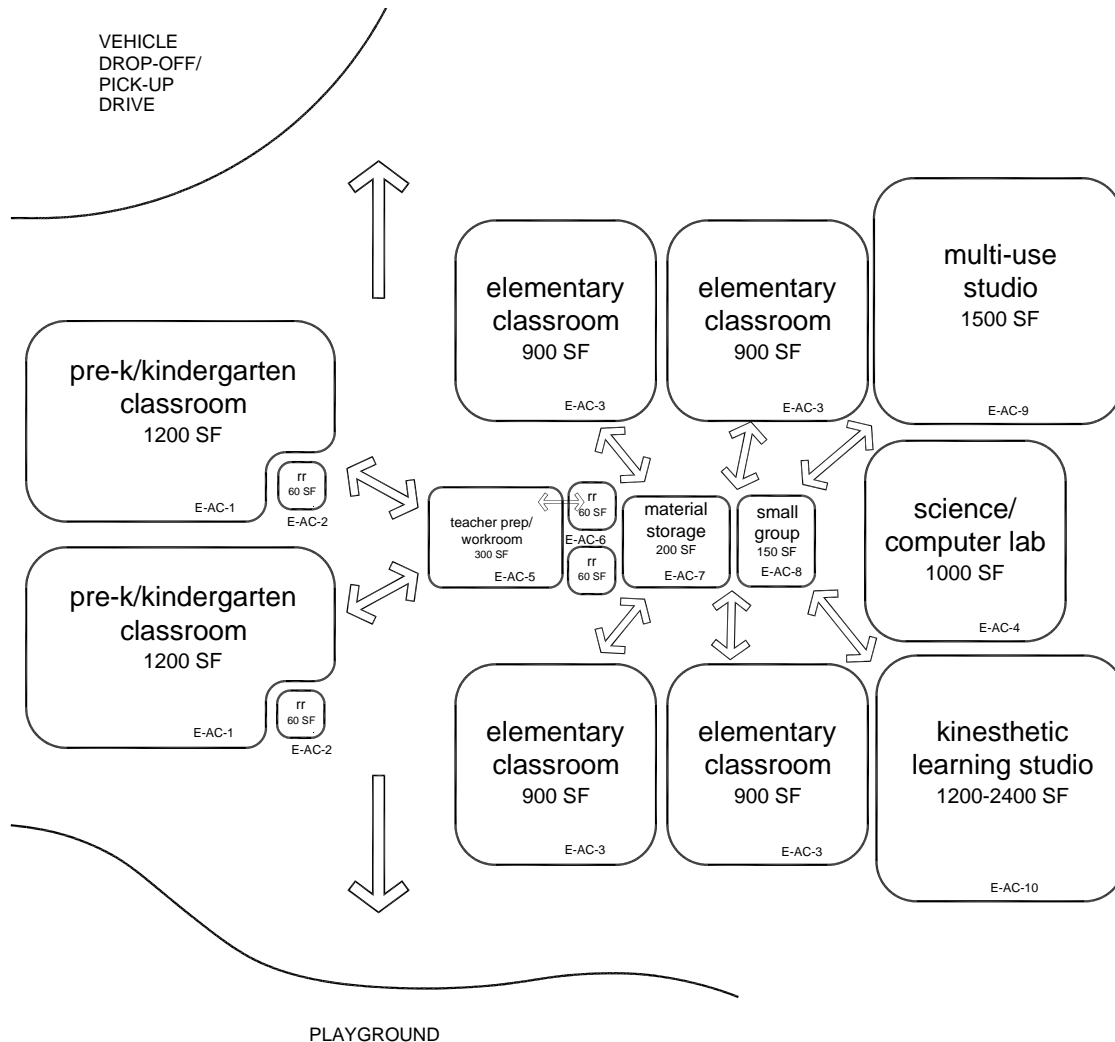 VEHICLE
DROP-OFF/
PICK-UP
DRIVE
multi-use
studio
1500 SF
E-AC-9
elementary
classroom
900 SF
E-AC-3
elementary
classroom
900 SF
E-AC-3
pre-k/kindergarten
classroom
1200 SF
E-AC-1
rr
60 SF
E-AC-2
teacher prep/
workroom
300 SF
E-AC-5
rr
60 SF
E-AC-6
rr
60 SF
material
storage
200 SF
E-AC-7
small
group
150 SF
E-AC-8
science/
computer lab
1000 SF
E-AC-4
pre-k/kindergarten
classroom
1200 SF
E-AC-1
rr
60 SF
E-AC-2
elementary
classroom
900 SF
E-AC-3
elementary
classroom
900 SF
E-AC-3
kinesthetic
learning studio
1200-2400 SF
E-AC-10
PLAYGROUND